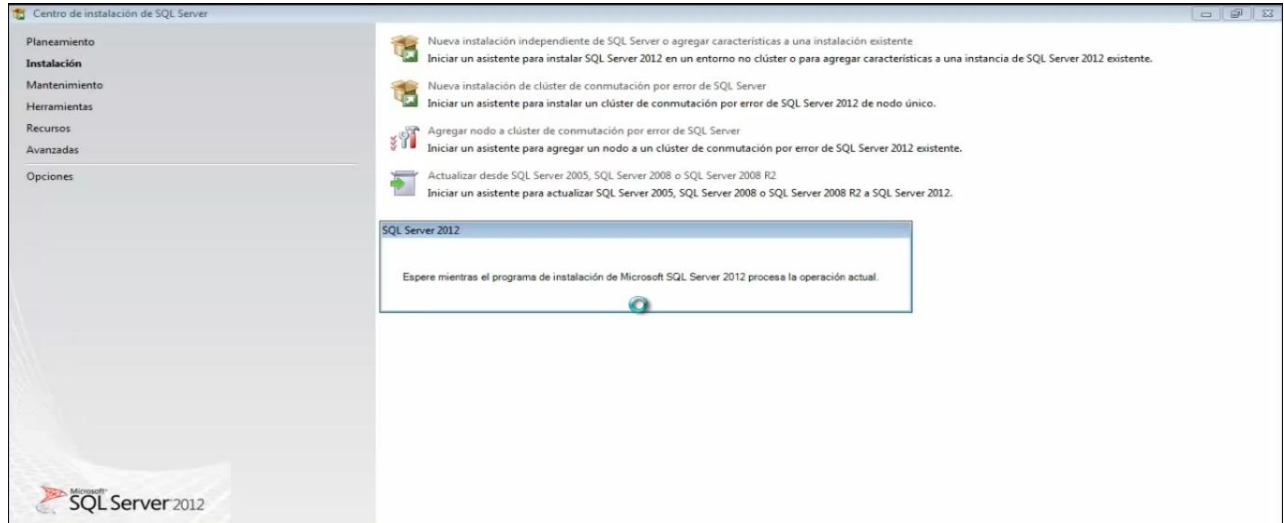 Centro de instalación de SQL Server
Planeamiento
Instalación
Mantenimiento
Herramientas
Recursos
Avanzadas
Opciones
Nueva instalación independiente de SQL Server o agregar características a una instalación existente
Iniciar un asistente para instalar SQL Server 2012 en un entorno no clúster o para agregar características a una instancia de SQL Server 2012 existente.
Nueva instalación de clúster de conmutación por error de SQL Server
Iniciar un asistente para instalar un clúster de conmutación por error de SQL Server 2012 de nodo único.
Agregar nodo a clúster de conmutación por error de SQL Server
Iniciar un asistente para agregar un nodo a un clúster de conmutación por error de SQL Server 2012 existente.
Actualizar desde SQL Server 2005, SQL Server 2008 o SQL Server 2008 R2
Iniciar un asistente para actualizar SQL Server 2005, SQL Server 2008 o SQL Server 2008 R2 a SQL Server 2012.
SQL Server 2012
Espere mientras el programa de instalación de Microsoft SQL Server 2012 procesa la operación actual.
Microsoft
SQL Server 2012